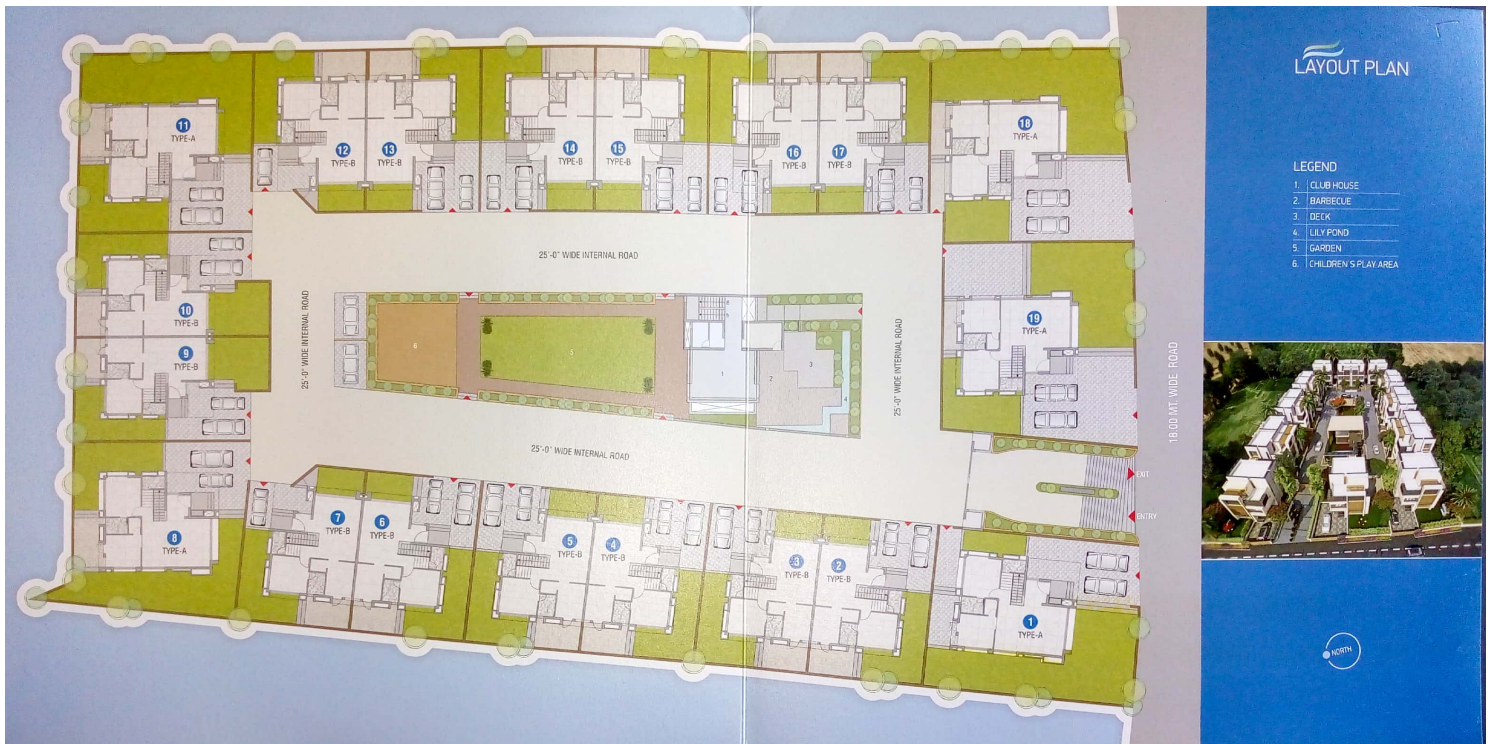 LAYOUT PLAN
LEGEND
1. CLUB HOUSE
2. BARBECUE
3. DECK
4. LILY POND
5. GARDEN
6. CHILDREN'S PLAY AREA
NORTH
11
TYPE-A
12
TYPE-B
13
TYPE-B
14
TYPE-B
15
TYPE-B
16
TYPE-B
17
TYPE-B
18
TYPE-A
25'-0" WIDE INTERNAL ROAD
10
TYPE-B
9
TYPE-B
25'-0" WIDE INTERNAL ROAD
6
5
1
2
3
4
25'-0" WIDE INTERNAL ROAD
19
TYPE-A
18.00 MT. WIDE ROAD
25'-0" WIDE INTERNAL ROAD
EXIT
ENTRY
8
TYPE-A
7
TYPE-B
6
TYPE-B
5
TYPE-B
4
TYPE-B
3
TYPE-B
2
TYPE-B
1
TYPE-A